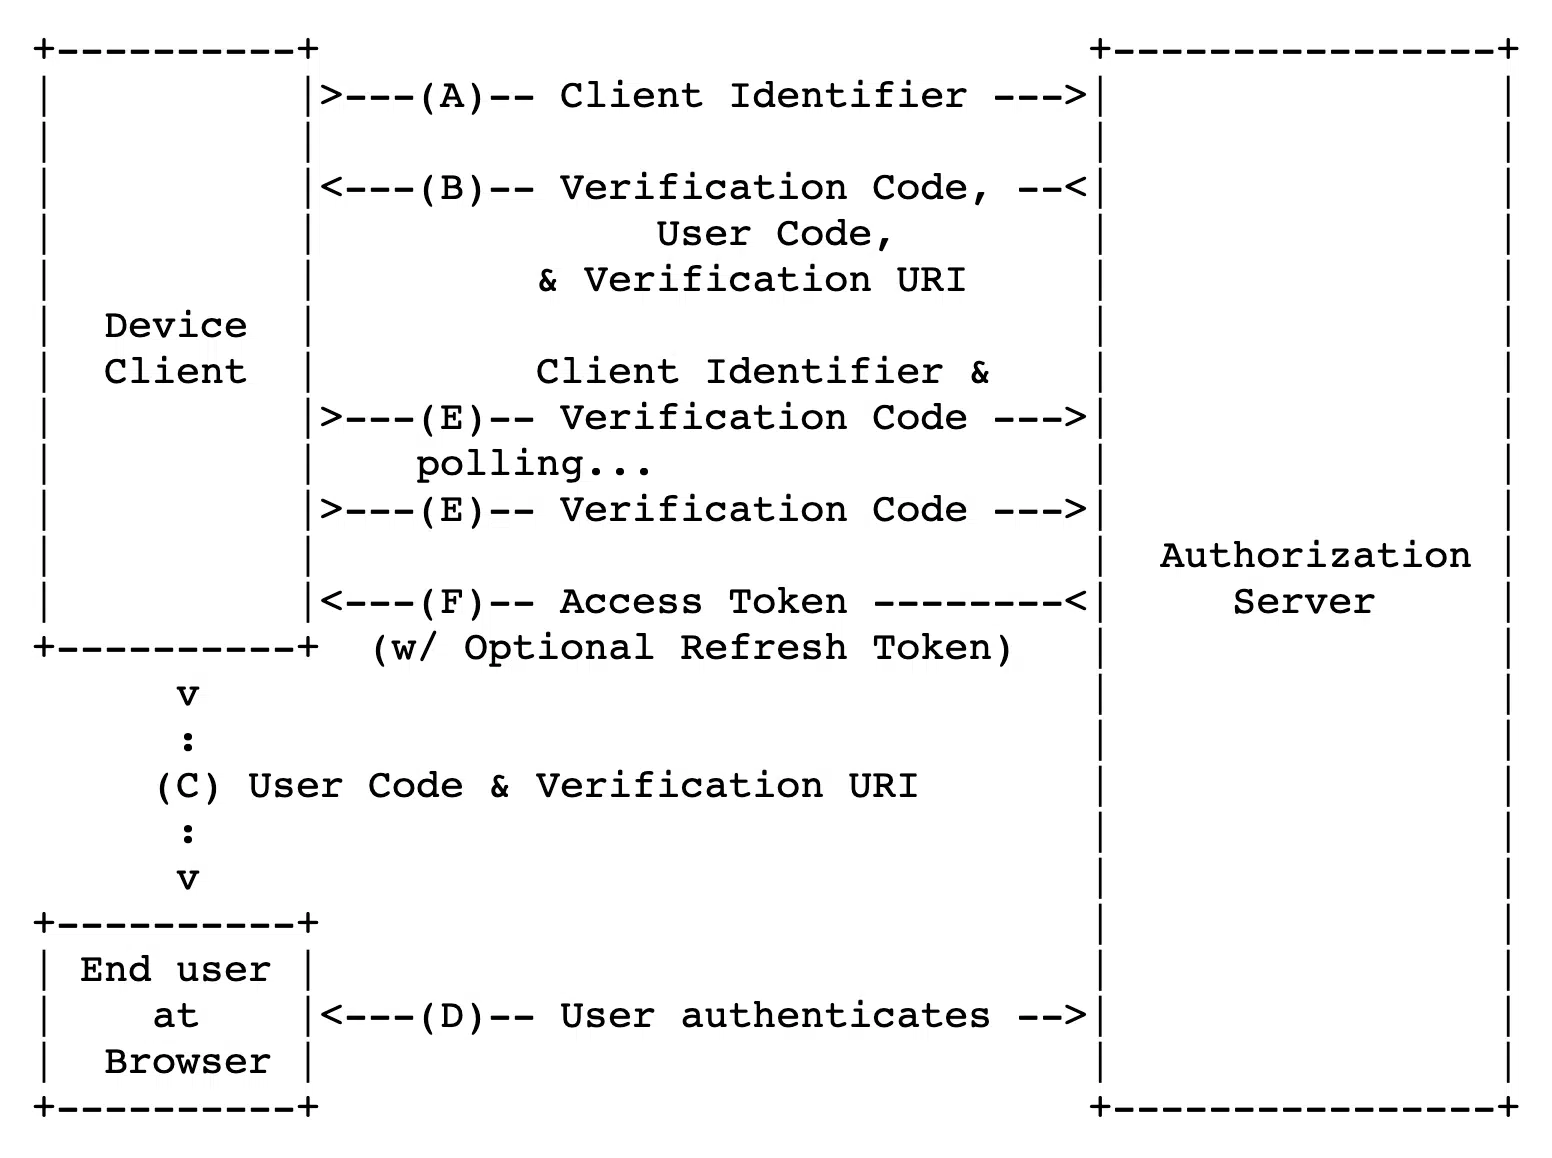 +----------+                                +----------------+
|          |>---(A)-- Client Identifier --->|                |
|          |                                |                |
|          |<---(B)-- Verification Code, --<|                |
|          |              User Code,        |                |
|          |         & Verification URI     |                |
|  Device  |                                |                |
|  Client  |         Client Identifier &    |                |
|          |>---(E)-- Verification Code --->|                |
|          |    polling...                  |                |
|          |>---(E)-- Verification Code --->|                |
|          |                                |  Authorization |
|          |<---(F)-- Access Token --------<|     Server     |
+----------+  (w/ Optional Refresh Token)   |                |
      v                                     |                |
      :                                     |                |
     (C) User Code & Verification URI       |                |
      :                                     |                |
      v                                     |                |
+----------+                                |                |
| End user |                                |                |
|    at    |<---(D)-- User authenticates -->|                |
|  Browser |                                |                |
+----------+                                +----------------+